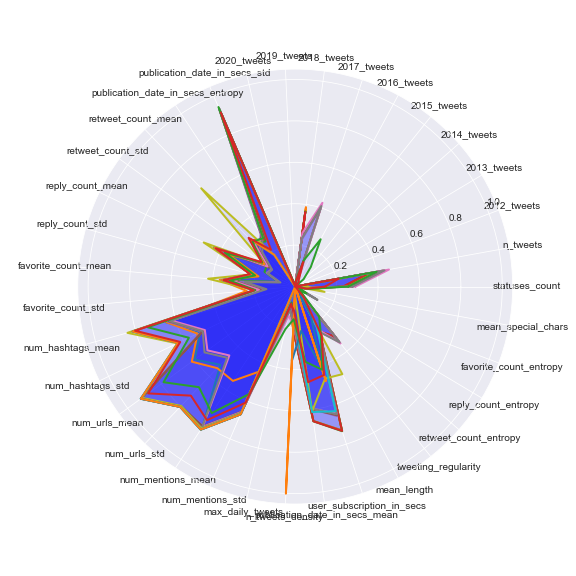 2019_tweets
2018_tweets
2020_tweets
2017_tweets
publication_date_in_secs_std
2016_tweets
publication_date_in_secs_entropy
2015_tweets
retweet_count_mean
2014_tweets
retweet_count_std
2013_tweets
reply_count_mean
1.0
2012_tweets
0.8
reply_count_std
0.6
n_tweets
0.4
favorite_count_mean
0.2
statuses_count
favorite_count_std
mean_special_chars
num_hashtags_mean
favorite_count_entropy
num_hashtags_std
reply_count_entropy
num_urls_mean
retweet_count_entropy
num_urls_std
tweeting_regularity
num_mentions_mean
mean_length
num_mentions_std
user_subscription_in_secs
max_daily_tweets
publication_date_in_secs_mean
n_tweets_density